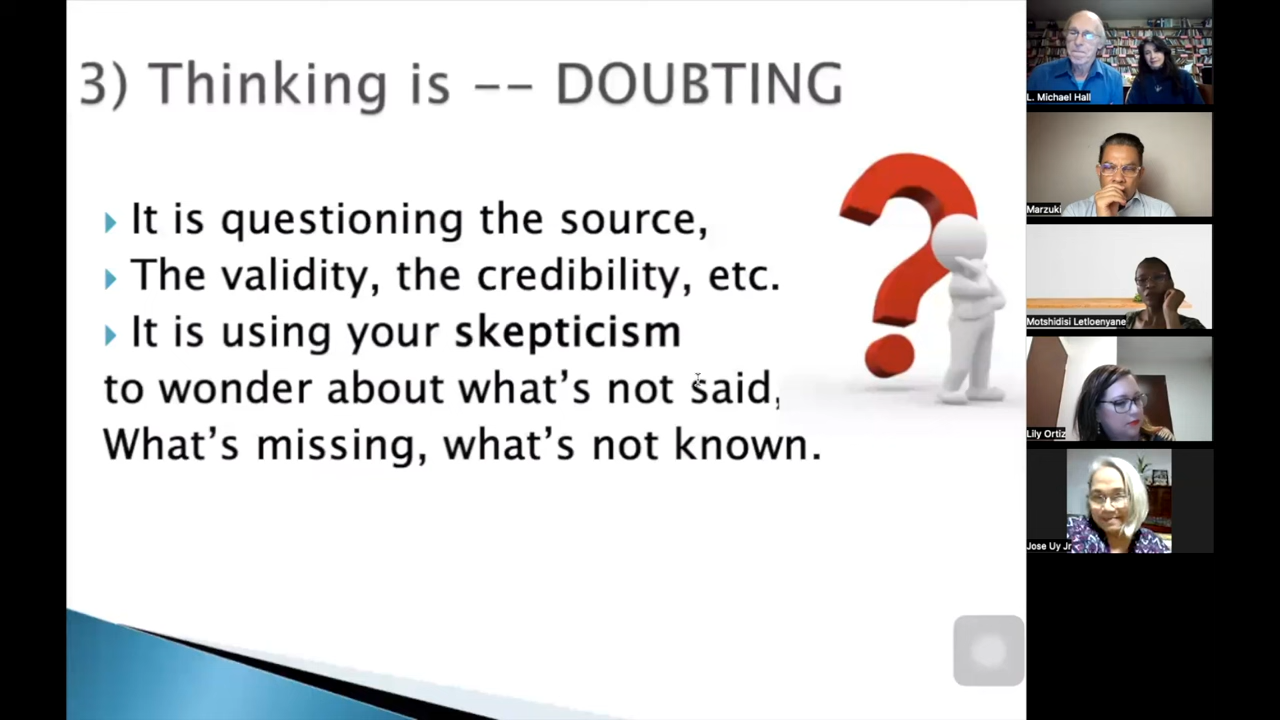 3) Thinking is -- DOUBTING
It is questioning the source,
The validity, the credibility, etc.
It is using your skepticism
to wonder about what's not said,
What's missing, what's not known.
L. Michael Hall
Marzuki
Motshidisi Letloenyane
Lily Ortiz
Jose Uy Jr